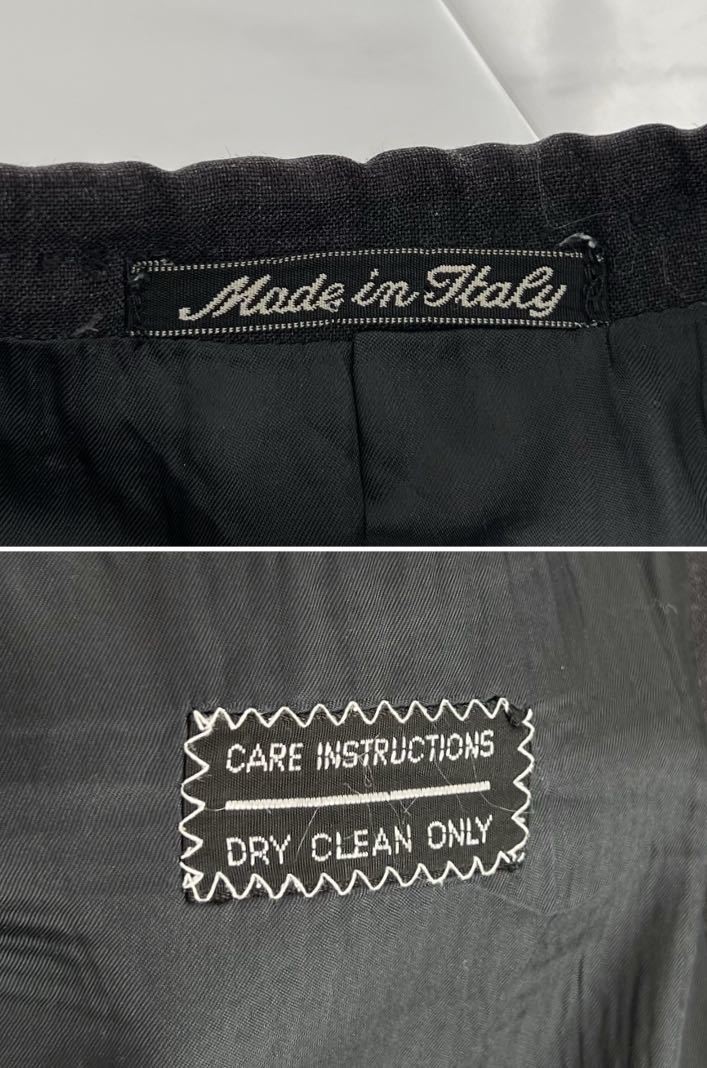 Made in Italy
CARE INSTRUCTIONS
DRY CLEAN ONLY